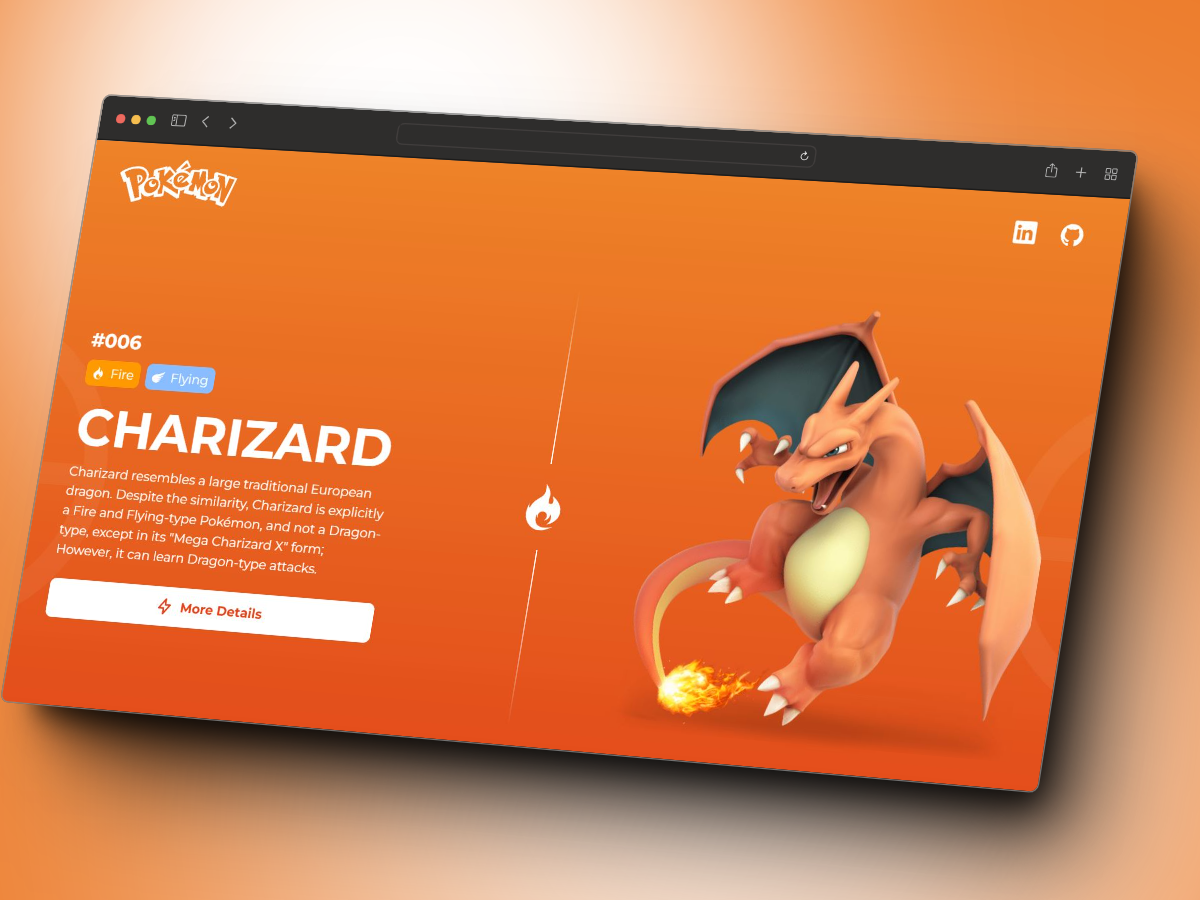 Pokémon
in
#006
Fire Flying
CHARIZARD
Charizard resembles a large traditional European
dragon. Despite the similarity, Charizard is explicitly
a Fire and Flying-type Pokémon, and not a Dragon-
type, except in its "Mega Charizard X" form;
However, it can learn Dragon-type attacks.
More Details